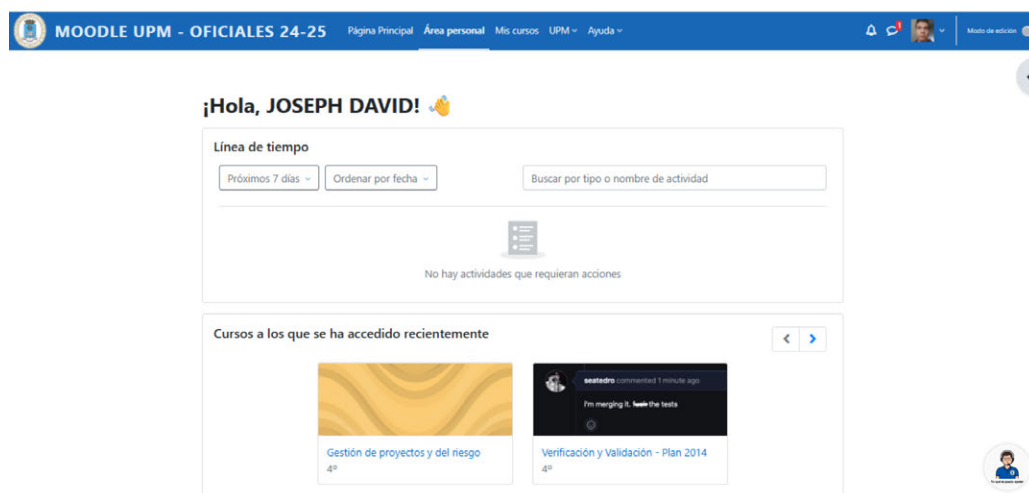 MOODLE UPM - OFICIALES 24-25 Página Principal Área personal Mis cursos UPM Ayuda 1 Modo de edición
¡Hola, JOSEPH DAVID! 👋
Línea de tiempo
Próximos 7 días Ordenar por fecha Buscar por tipo o nombre de actividad
No hay actividades que requieran acciones
Cursos a los que se ha accedido recientemente
seatedro commented 1 minute ago
I'm merging it. the tests
Gestión de proyectos y del riesgo
4º
Verificación y Validación - Plan 2014
4º